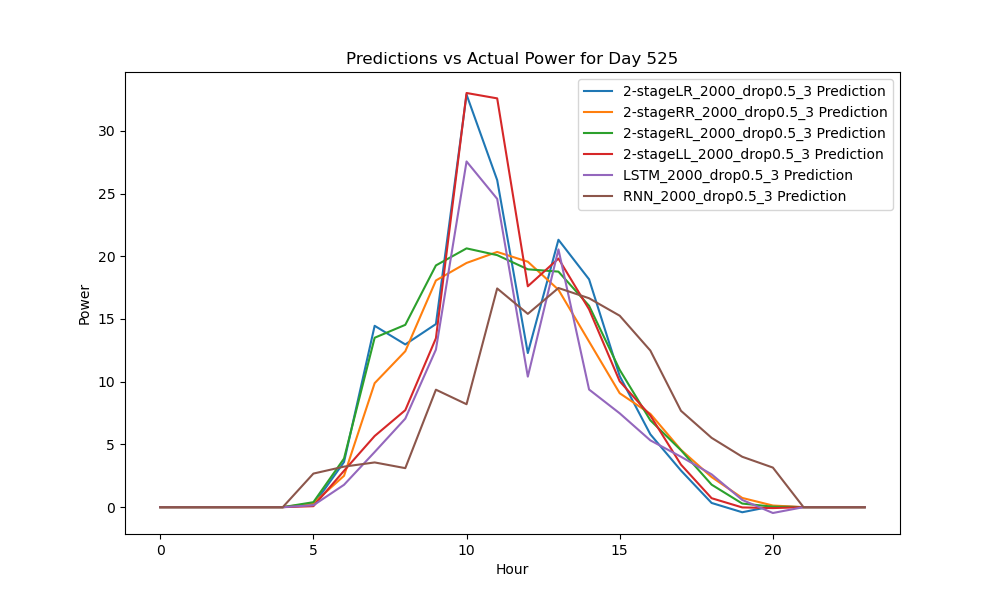 Predictions vs Actual Power for Day 525
2-stageLR_2000_drop0.5_3 Prediction
2-stageRR_2000_drop0.5_3 Prediction
2-stageRL_2000_drop0.5_3 Prediction
2-stageLL_2000_drop0.5_3 Prediction
LSTM_2000_drop0.5_3 Prediction
RNN_2000_drop0.5_3 Prediction
30
25
20
15
10
5
0
Power
0 5 10 15 20
Hour